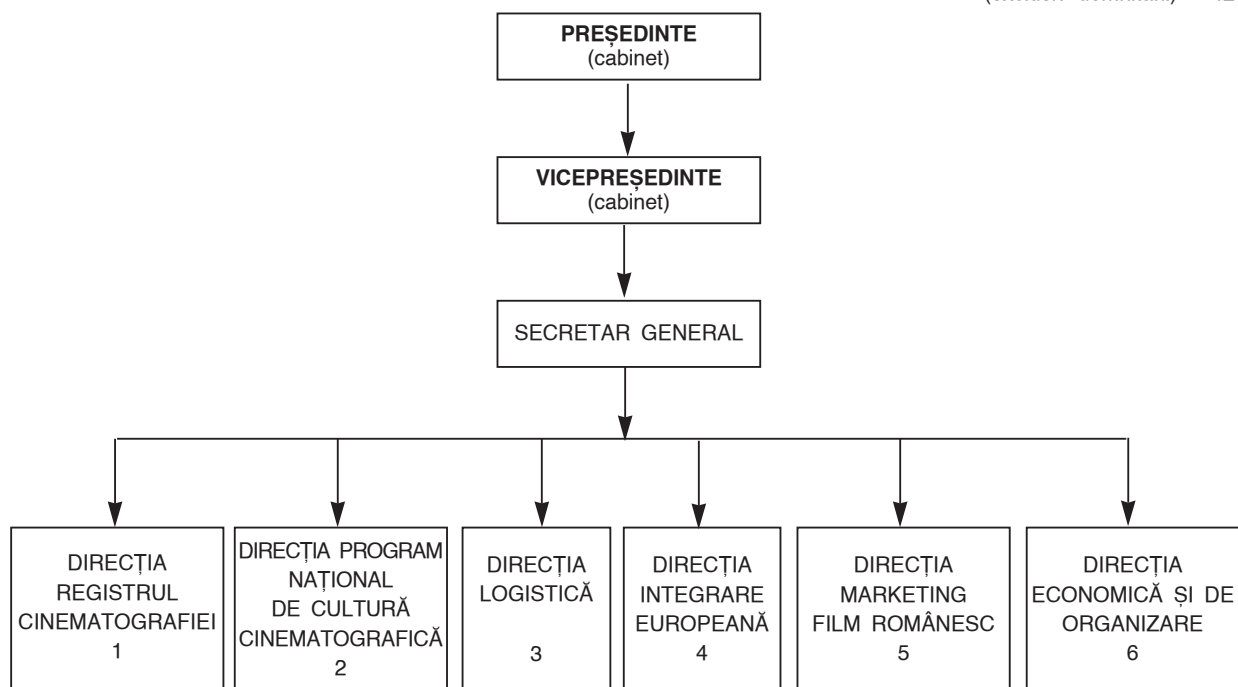 PREȘEDINTE
(cabinet)
VICEPREȘEDINTE
(cabinet)
SECRETAR GENERAL
DIRECȚIA
REGISTRUL
CINEMATOGRAFIEI
1
DIRECȚIA PROGRAM
NAȚIONAL
DE CULTURĂ
CINEMATOGRAFICĂ
2
DIRECȚIA
LOGISTICĂ
3
DIRECȚIA
INTEGRARE
EUROPEANĂ
4
DIRECȚIA
MARKETING
FILM ROMÂNESC
5
DIRECȚIA
ECONOMICĂ ȘI DE
ORGANIZARE
6